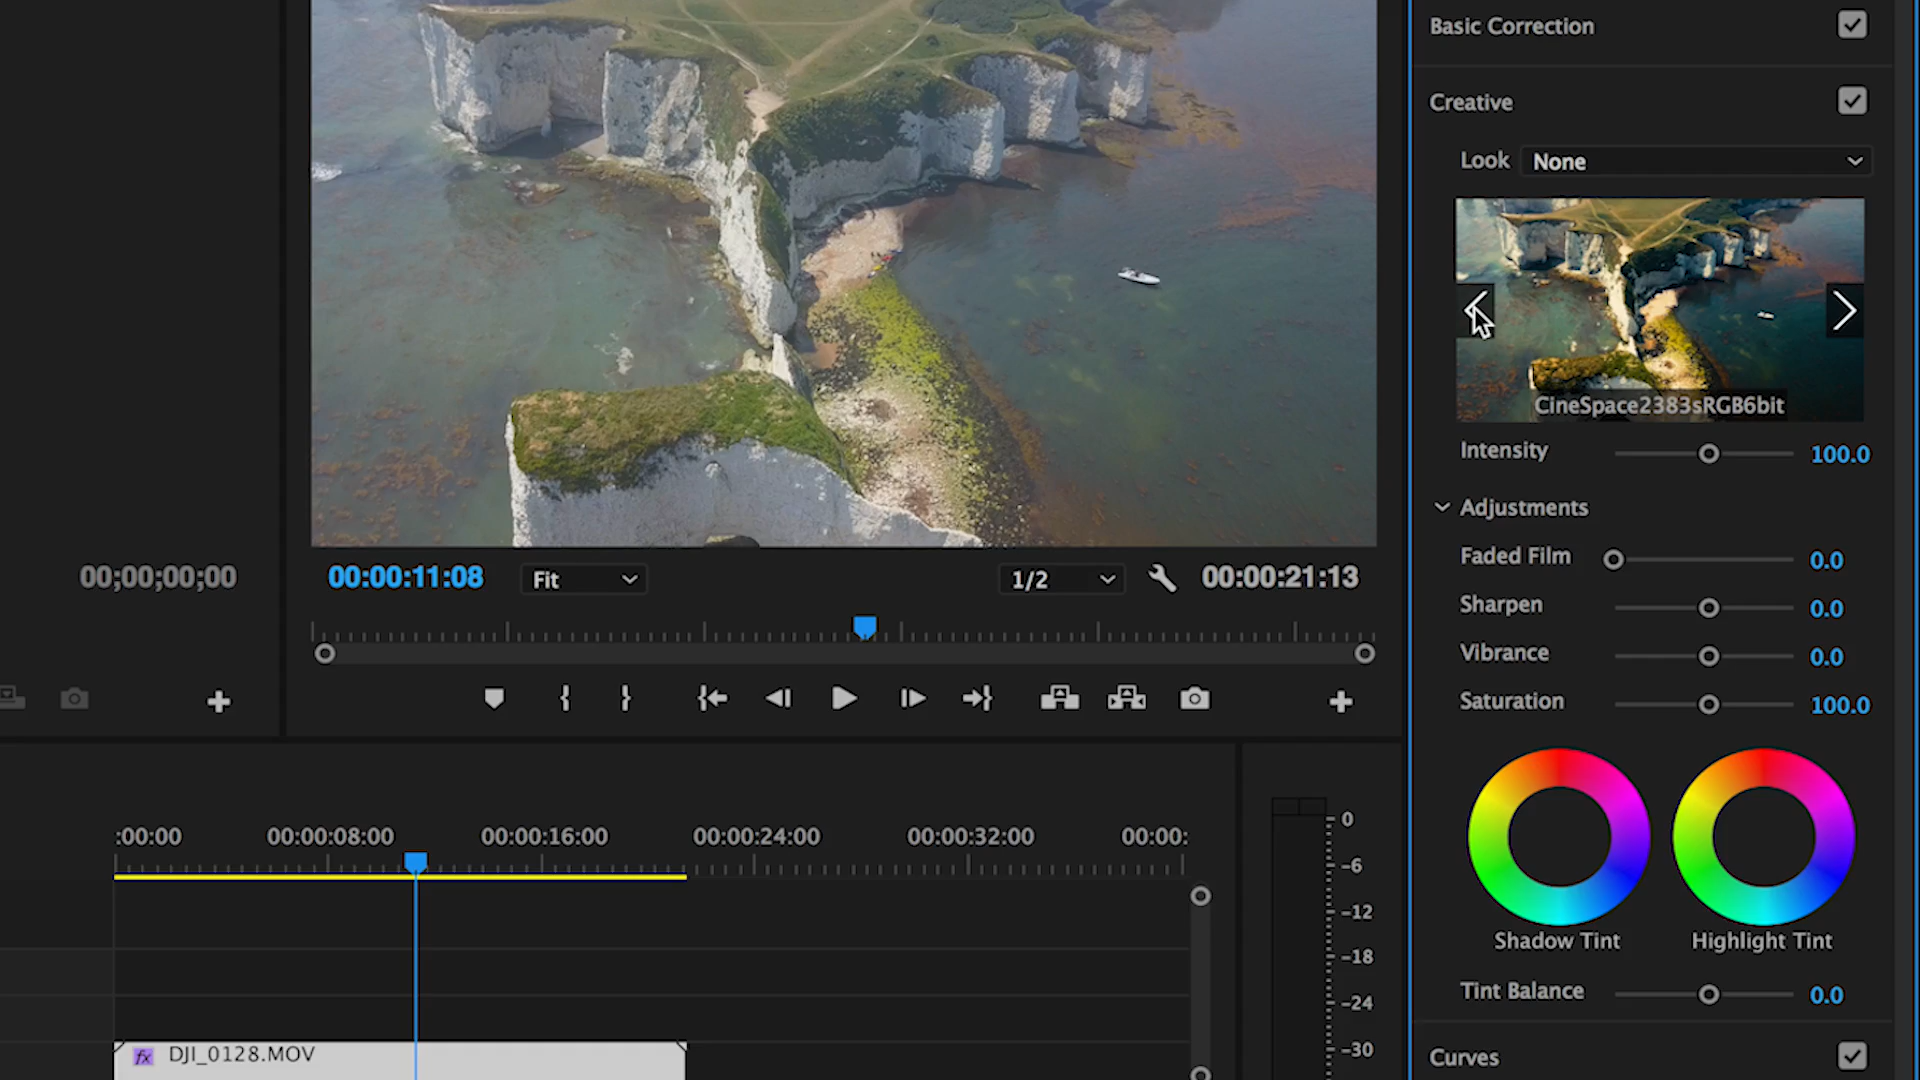 Basic Correction
Creative
Look None
CineSpace2383sRGB6bit
Intensity 100.0
Adjustments
Faded Film 0.0
Sharpen 0.0
Vibrance 0.0
Saturation 100.0
Shadow Tint Highlight Tint
Tint Balance 0.0
Curves
00;00;00;00
00:00:11:08 Fit 1/2 00:00:21:13
:00:00 00:00:08:00 00:00:16:00 00:00:24:00 00:00:32:00 00:00:
fx DJI_0128.MOV
0
-6
-12
-18
-24
-30